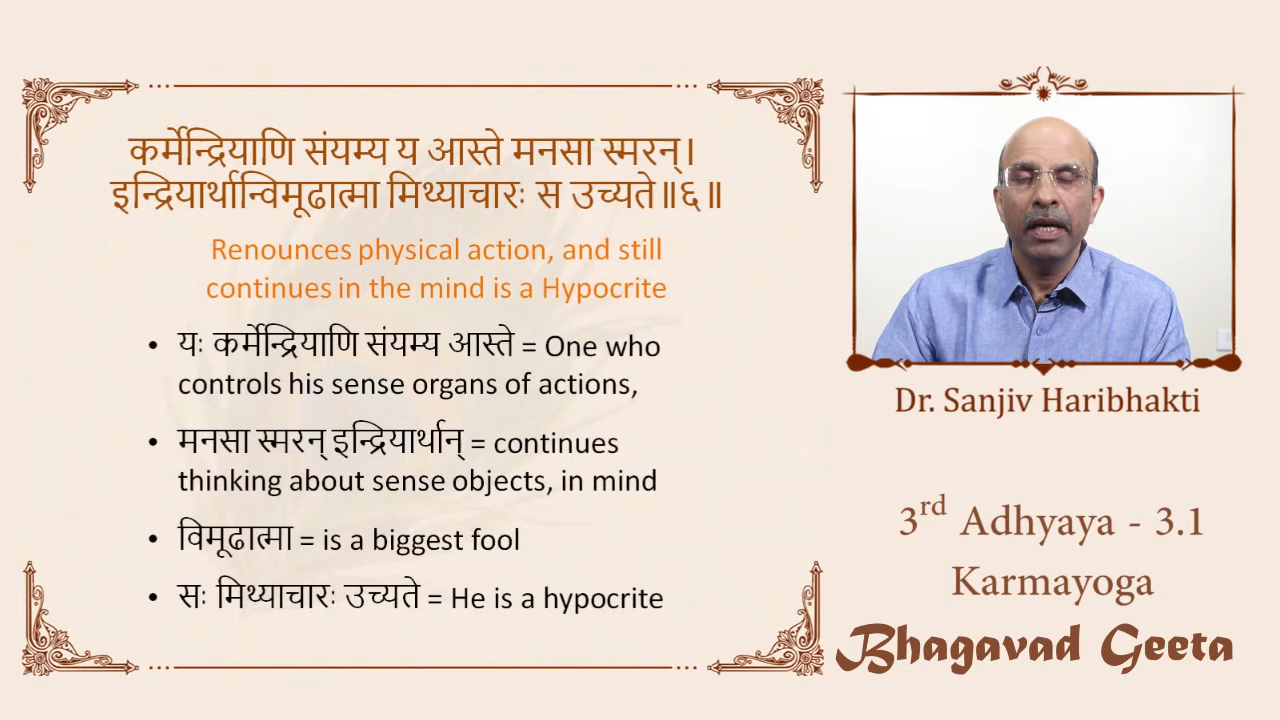 कर्मेन्द्रियाणि संयम्य य आस्ते मनसा स्मरन्।
इन्द्रियार्थान्विमूढात्मा मिथ्याचारः स उच्यते॥६॥
Renounces physical action, and still
continues in the mind is a Hypocrite
• यः कर्मेन्द्रियाणि संयम्य आस्ते = One who
controls his sense organs of actions,
• मनसा स्मरन् इन्द्रियार्थान् = continues
thinking about sense objects, in mind
• विमूढात्मा = is a biggest fool
• सः मिथ्याचारः उच्यते = He is a hypocrite
Dr. Sanjiv Haribhakti
3rd Adhyaya - 3.1
Karmayoga
Bhagavad Geeta